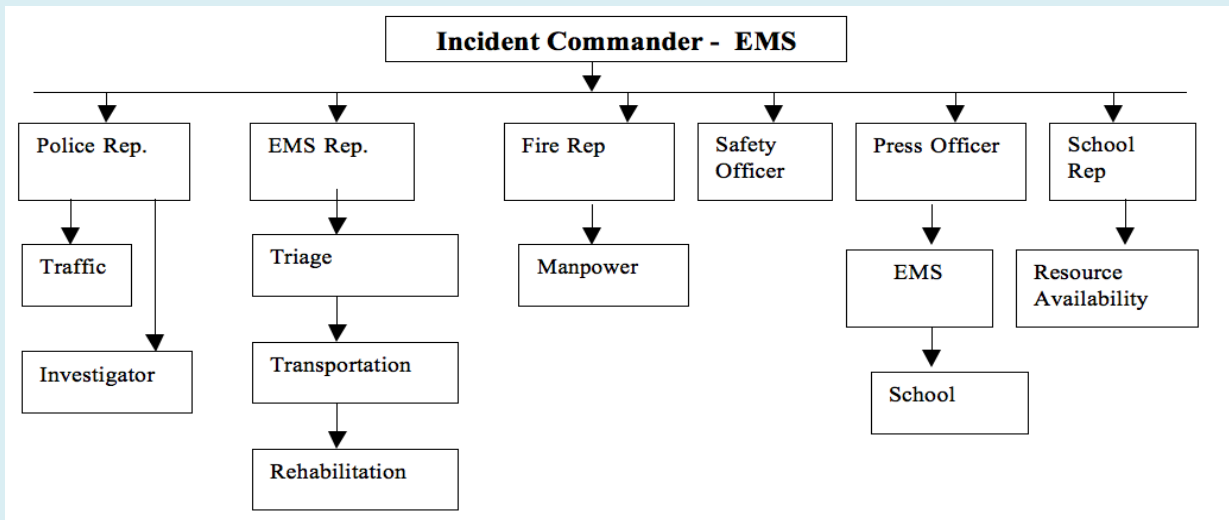 Incident Commander - EMS
Police Rep.
EMS Rep.
Fire Rep
Safety
Officer
Press Officer
School
Rep
Traffic
Triage
Manpower
EMS
Resource
Availability
Investigator
Transportation
School
Rehabilitation